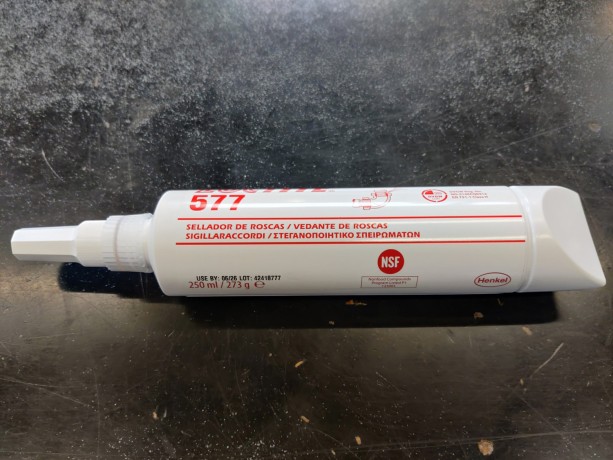 LOCTITE
577
SELLADOR DE ROSCAS / VEDANTE DE ROSCAS
SIGILLARACCORDI / ΣΤΕΓΑΝΟΠΟΙΗΤΙΚΟ ΣΠΕΙΡΩΜΑΤΩΝ
NSF
USE BY: 06/26 LOT: 42418777
250 ml / 273 g ℮
Henkel